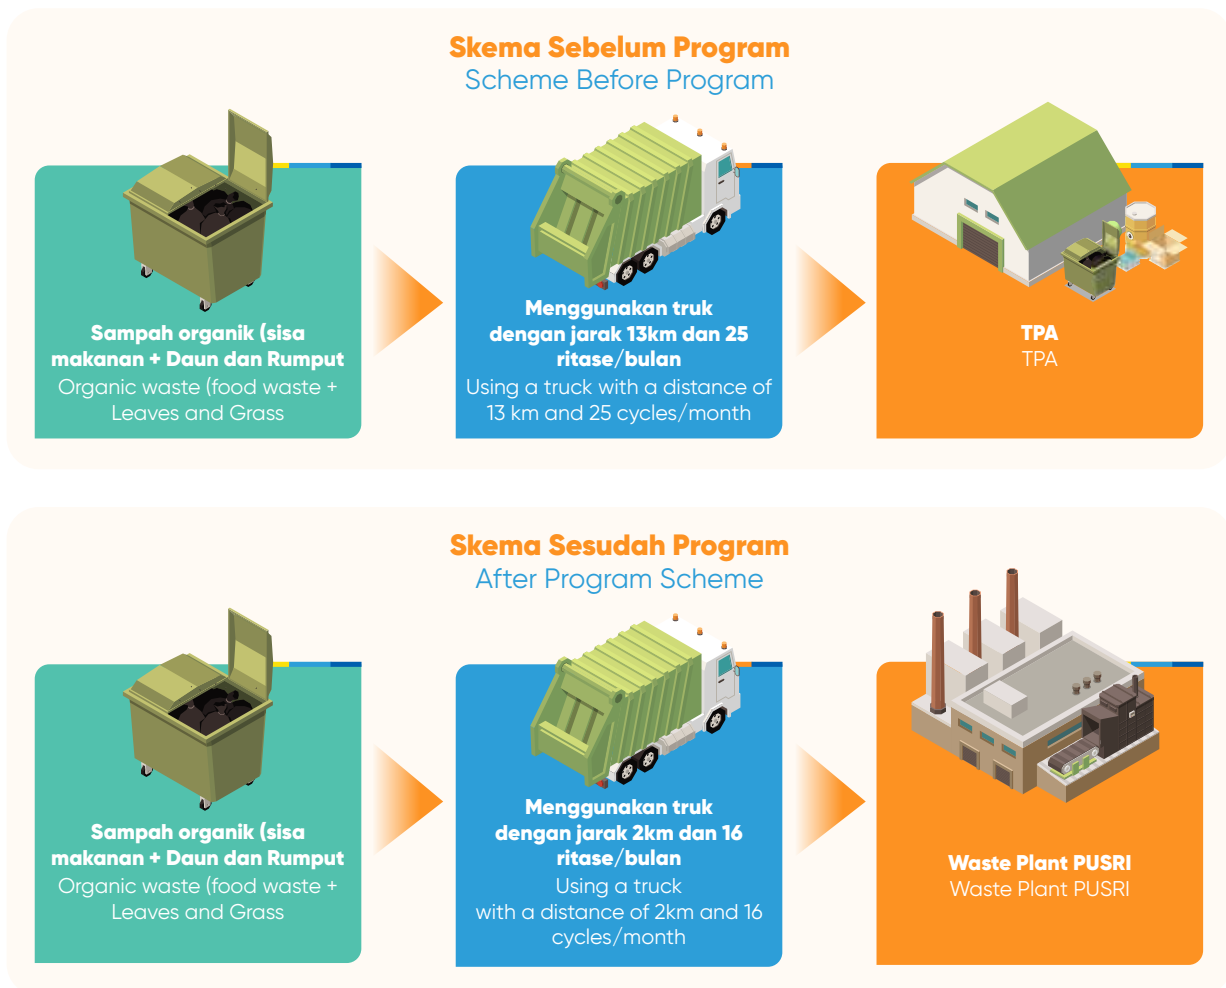 Skema Sebelum Program
Scheme Before Program
Sampah organik (sisa
makanan + Daun dan Rumput
Organic waste (food waste +
Leaves and Grass
Menggunakan truk
dengan jarak 13km dan 25
ritase/bulan
Using a truck with a distance of
13 km and 25 cycles/month
TPA
TPA
Skema Sesudah Program
After Program Scheme
Sampah organik (sisa
makanan + Daun dan Rumput
Organic waste (food waste +
Leaves and Grass
Menggunakan truk
dengan jarak 2km dan 16
ritase/bulan
Using a truck
with a distance of 2km and 16
cycles/month
Waste Plant PUSRI
Waste Plant PUSRI